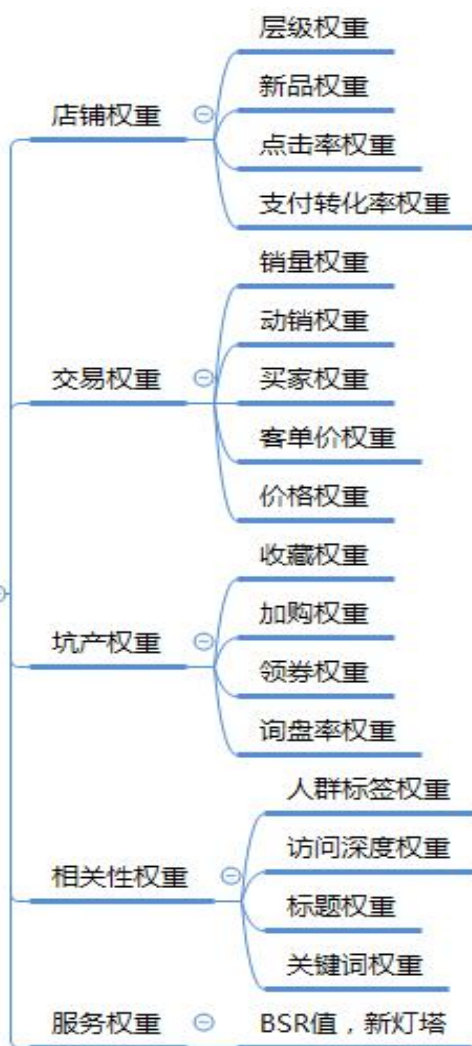 店铺权重
层级权重
新品权重
点击率权重
支付转化率权重
交易权重
销量权重
动销权重
买家权重
客单价权重
价格权重
坑产权重
收藏权重
加购权重
领券权重
询盘率权重
相关性权重
人群标签权重
访问深度权重
标题权重
关键词权重
服务权重
BSR值，新灯塔